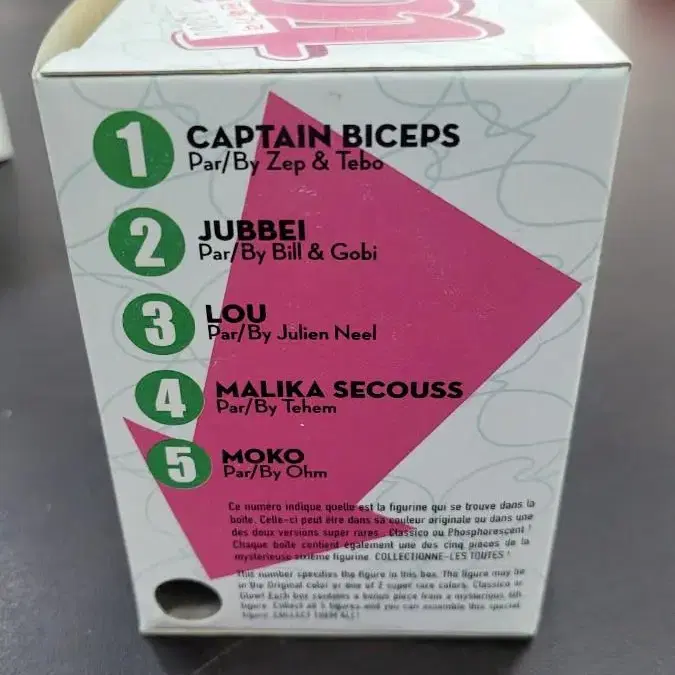 1 CAPTAIN BICEPS
Par/By Zep & Tebo
2 JUBBEI
Par/By Bill & Gobi
3 LOU
Par/By Julien Neel
4 MALIKA SECOUSS
Par/By Tehem
5 MOKO
Par/By Ohm
Ce numéro indique quelle est la figurine qui se trouve dans la
boîte. Celle-ci peut être dans sa couleur originale ou dans une
des deux versions super rares : Classico ou Phosphorescent !
Chaque boîte contient également une des cinq pièces de la
mystérieuse sixième figurine. COLLECTIONNE-LES TOUTES !
This number specifies the figure in this box. The figure may be
in the Original color or one of 2 super rare colors, Classico or
Glow! Each box contains a bonus piece from a mysterious 6th
figure. Collect all 5 figures and you can assemble this special
figure. COLLECT THEM ALL!